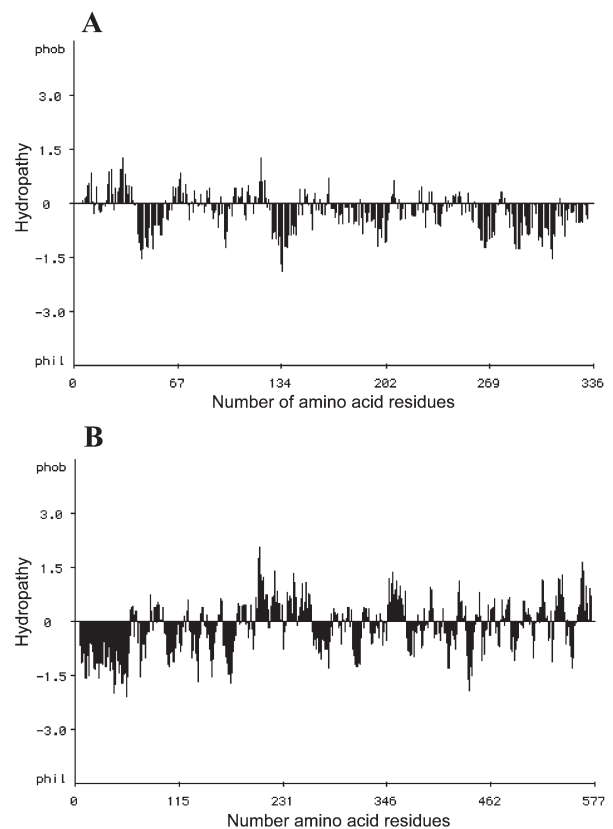 A
phob
3.0
1.5
0
-1.5
-3.0
phil
Hydropathy
0 67 134 202 269 336
Number of amino acid residues
B
phob
3.0
1.5
0
-1.5
-3.0
phil
Hydropathy
0 115 231 346 462 577
Number amino acid residues